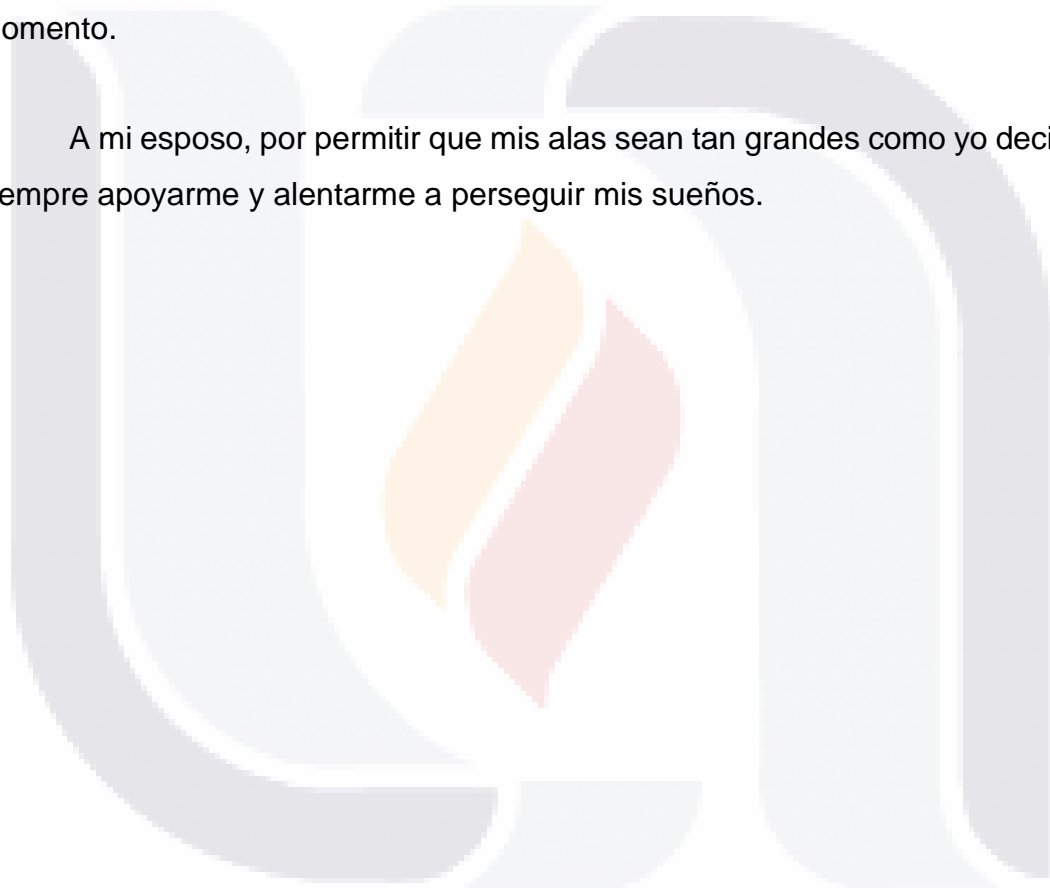 omento.
A mi esposo, por permitir que mis alas sean tan grandes como yo deci
empre apoyarme y alentarme a perseguir mis sueños.